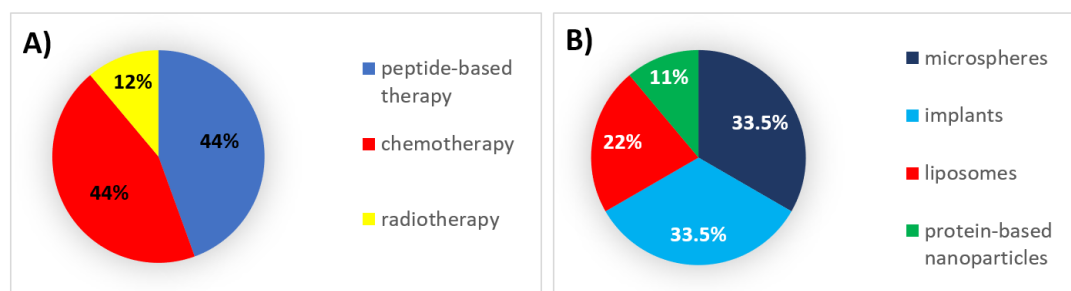 A)
12%
44%
44%
peptide-based
therapy
chemotherapy
radiotherapy
B)
11%
33.5%
22%
33.5%
microspheres
implants
liposomes
protein-based
nanoparticles